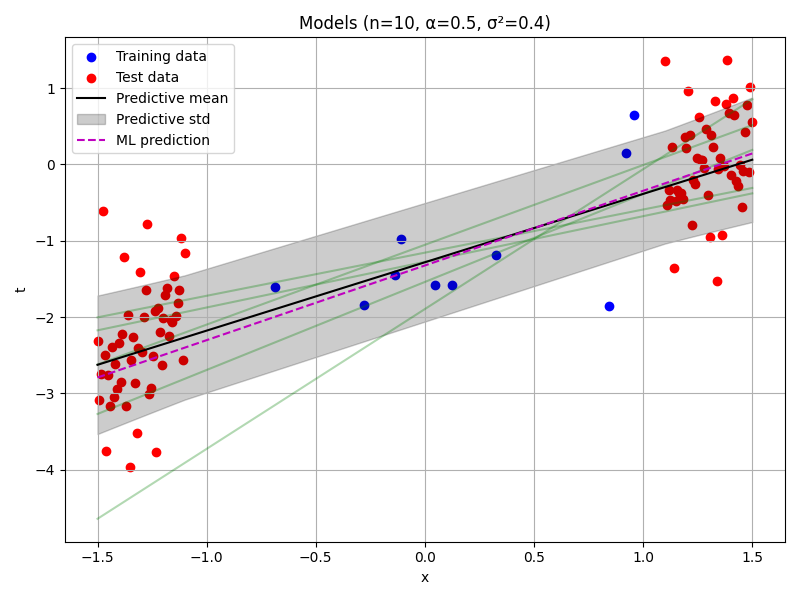 Models (n=10, α=0.5, σ²=0.4)
Training data
Test data
Predictive mean
Predictive std
ML prediction
t
1
0
−1
−2
−3
−4
−1.5 −1.0 −0.5 0.0 0.5 1.0 1.5
x